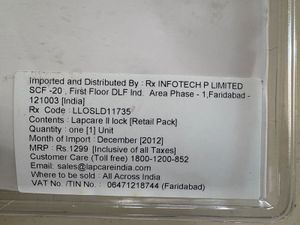 Imported and Distributed By : Rx INFOTECH P LIMITED
SCF -20 , First Floor DLF Ind. Area Phase - 1,Faridabad -
121003 [India]
Rx Code : LLOSLD11735
Contents : Lapcare II lock [Retail Pack]
Quantity : one [1] Unit
Month of Import : December [2012]
MRP : Rs.1299 [Inclusive of all Taxes]
Customer Care (Toll free) 1800-1200-852
Email : sales@lapcareindia.com
Where to be sold : All Across India
VAT No /TIN No. : 06471218744 (Faridabad)